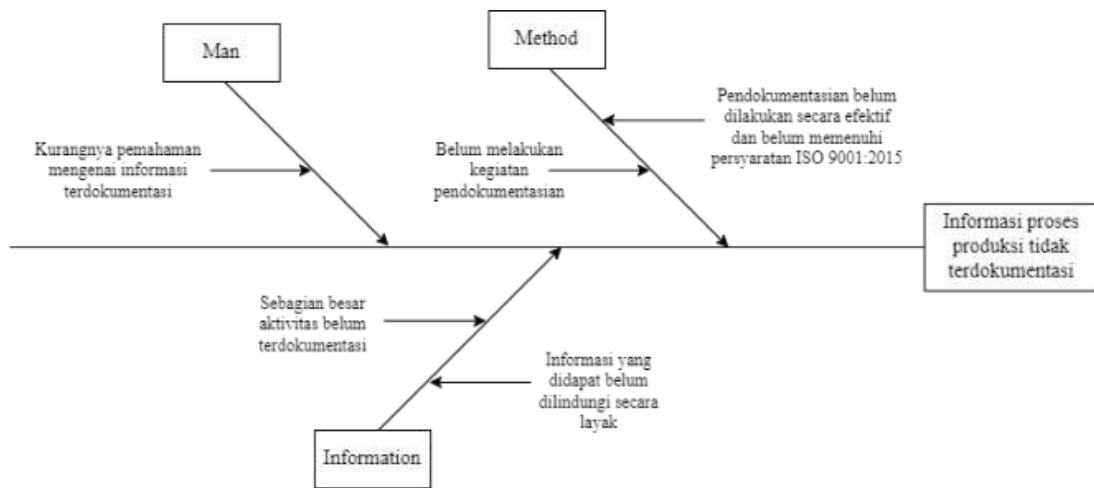 Man
Method
Kurangnya pemahaman
mengenai informasi
terdokumentasi
Belum melakukan
kegiatan
pendokumentasian
Pendokumentasian belum
dilakukan secara efektif
dan belum memenuhi
persyaratan ISO 9001:2015
Informasi proses
produksi tidak
terdokumentasi
Sebagian besar
aktivitas belum
terdokumentasi
Informasi yang
didapat belum
dilindungi secara
layak
Information